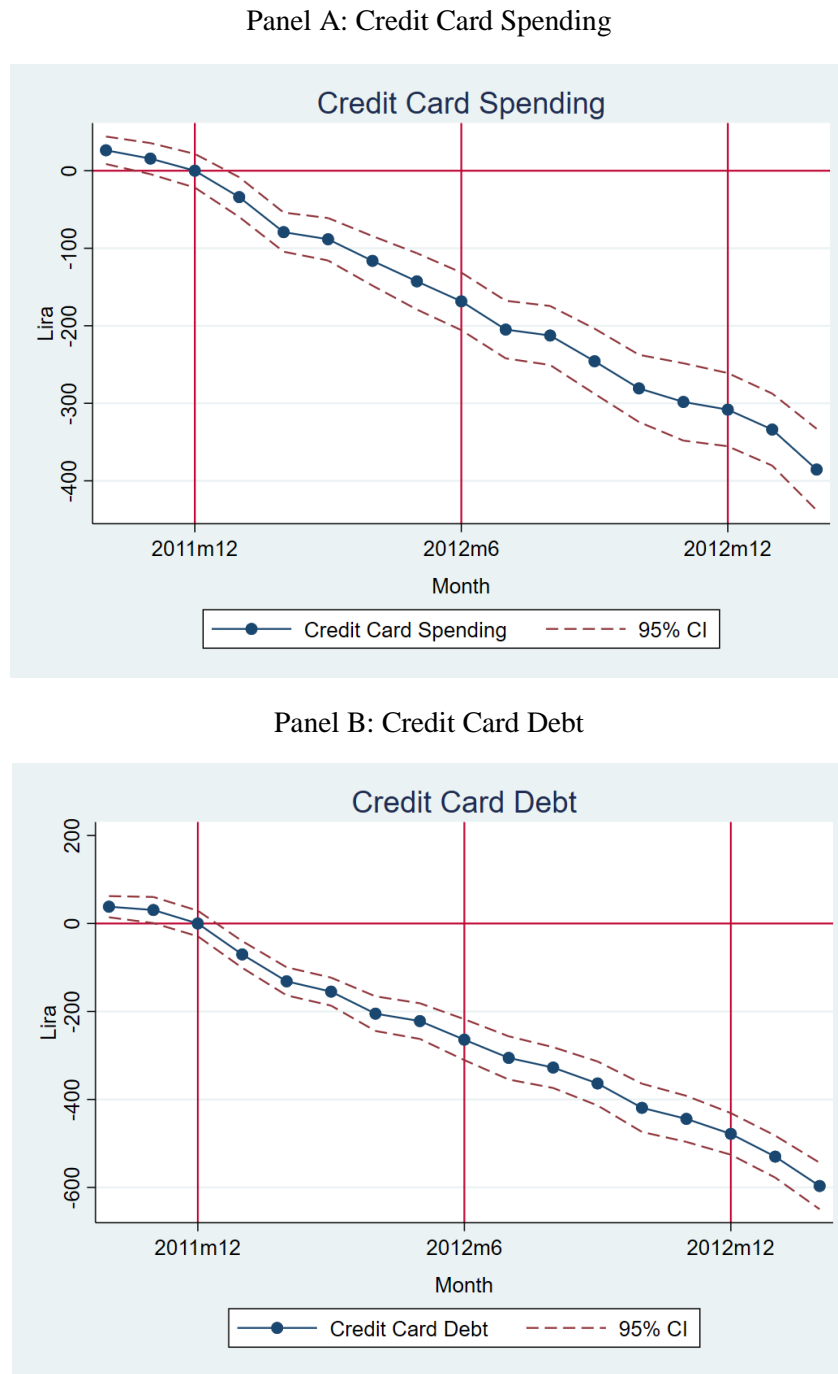 Panel A: Credit Card Spending
Credit Card Spending
0
-100
-200
-300
-400
Lira
2011m12 2012m6 2012m12
Month
Credit Card Spending 95% CI
Panel B: Credit Card Debt
Credit Card Debt
200
0
-200
-400
-600
Lira
2011m12 2012m6 2012m12
Month
Credit Card Debt 95% CI